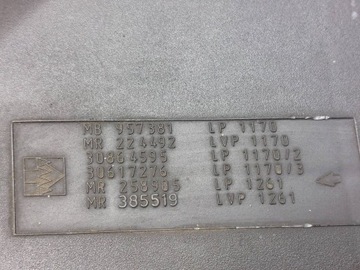 MB 957381 LP 1170
MR 224492 LVP 1170
30864595 LP 1170/2
30617276 LP 1170/3
MR 258905 LP 1261
MR 385519 LVP 1261